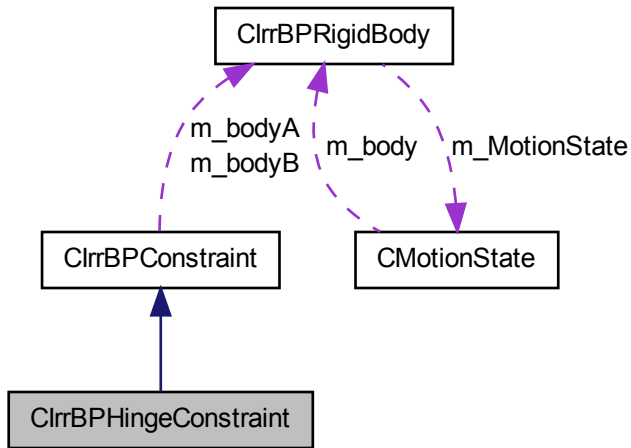 CIrrBPRigidBody
m_bodyA
m_bodyB
m_body
m_MotionState
CIrrBPConstraint
CMotionState
CIrrBPHingeConstraint